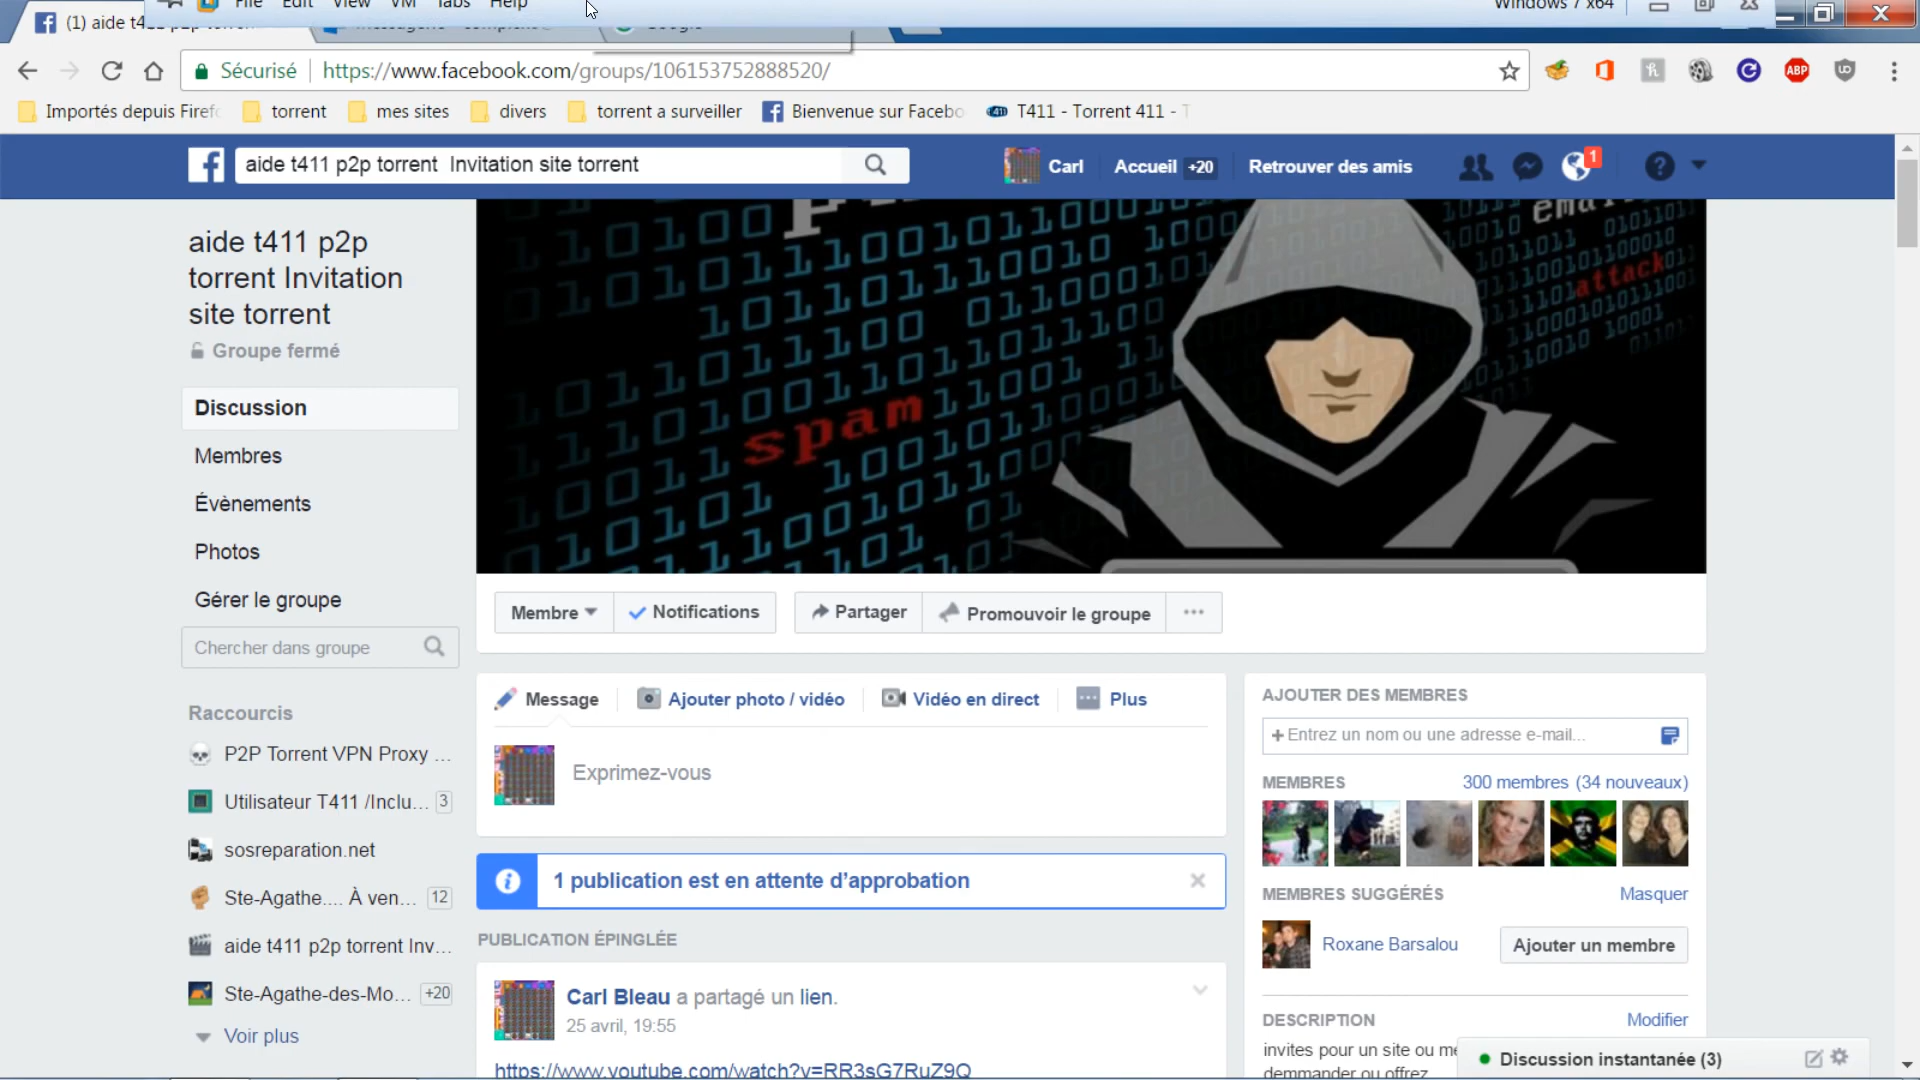 File Edit View VM Tabs Help
Windows 7 x64
(1) aide t411 p2p torrent
Google
Sécurisé
https://www.facebook.com/groups/106153752888520/
ABP
Importés depuis Firefo
torrent
mes sites
divers
torrent a surveiller
Bienvenue sur Facebo
T411 - Torrent 411 - T
aide t411 p2p torrent Invitation site torrent
Carl
Accueil +20
Retrouver des amis
1
aide t411 p2p
torrent Invitation
site torrent
Groupe fermé
Discussion
Membres
Évènements
Photos
Gérer le groupe
Chercher dans groupe
Raccourcis
P2P Torrent VPN Proxy ...
Utilisateur T411 /Inclu... 3
sosreparation.net
Ste-Agathe.... À ven... 12
aide t411 p2p torrent Inv...
Ste-Agathe-des-Mo... +20
Voir plus
spam
attack
Membre
Notifications
Partager
Promouvoir le groupe
Message
Ajouter photo / vidéo
Vidéo en direct
Plus
Exprimez-vous
1 publication est en attente d’approbation
PUBLICATION ÉPINGLÉE
Carl Bleau a partagé un lien.
25 avril, 19:55
https://www.youtube.com/watch?v=RR3sG7RuZ9Q
AJOUTER DES MEMBRES
+ Entrez un nom ou une adresse e-mail...
MEMBRES
300 membres (34 nouveaux)
MEMBRES SUGGÉRÉS
Masquer
Roxane Barsalou
Ajouter un membre
DESCRIPTION
Modifier
invites pour un site ou me
demmander ou offrez
Discussion instantanée (3)